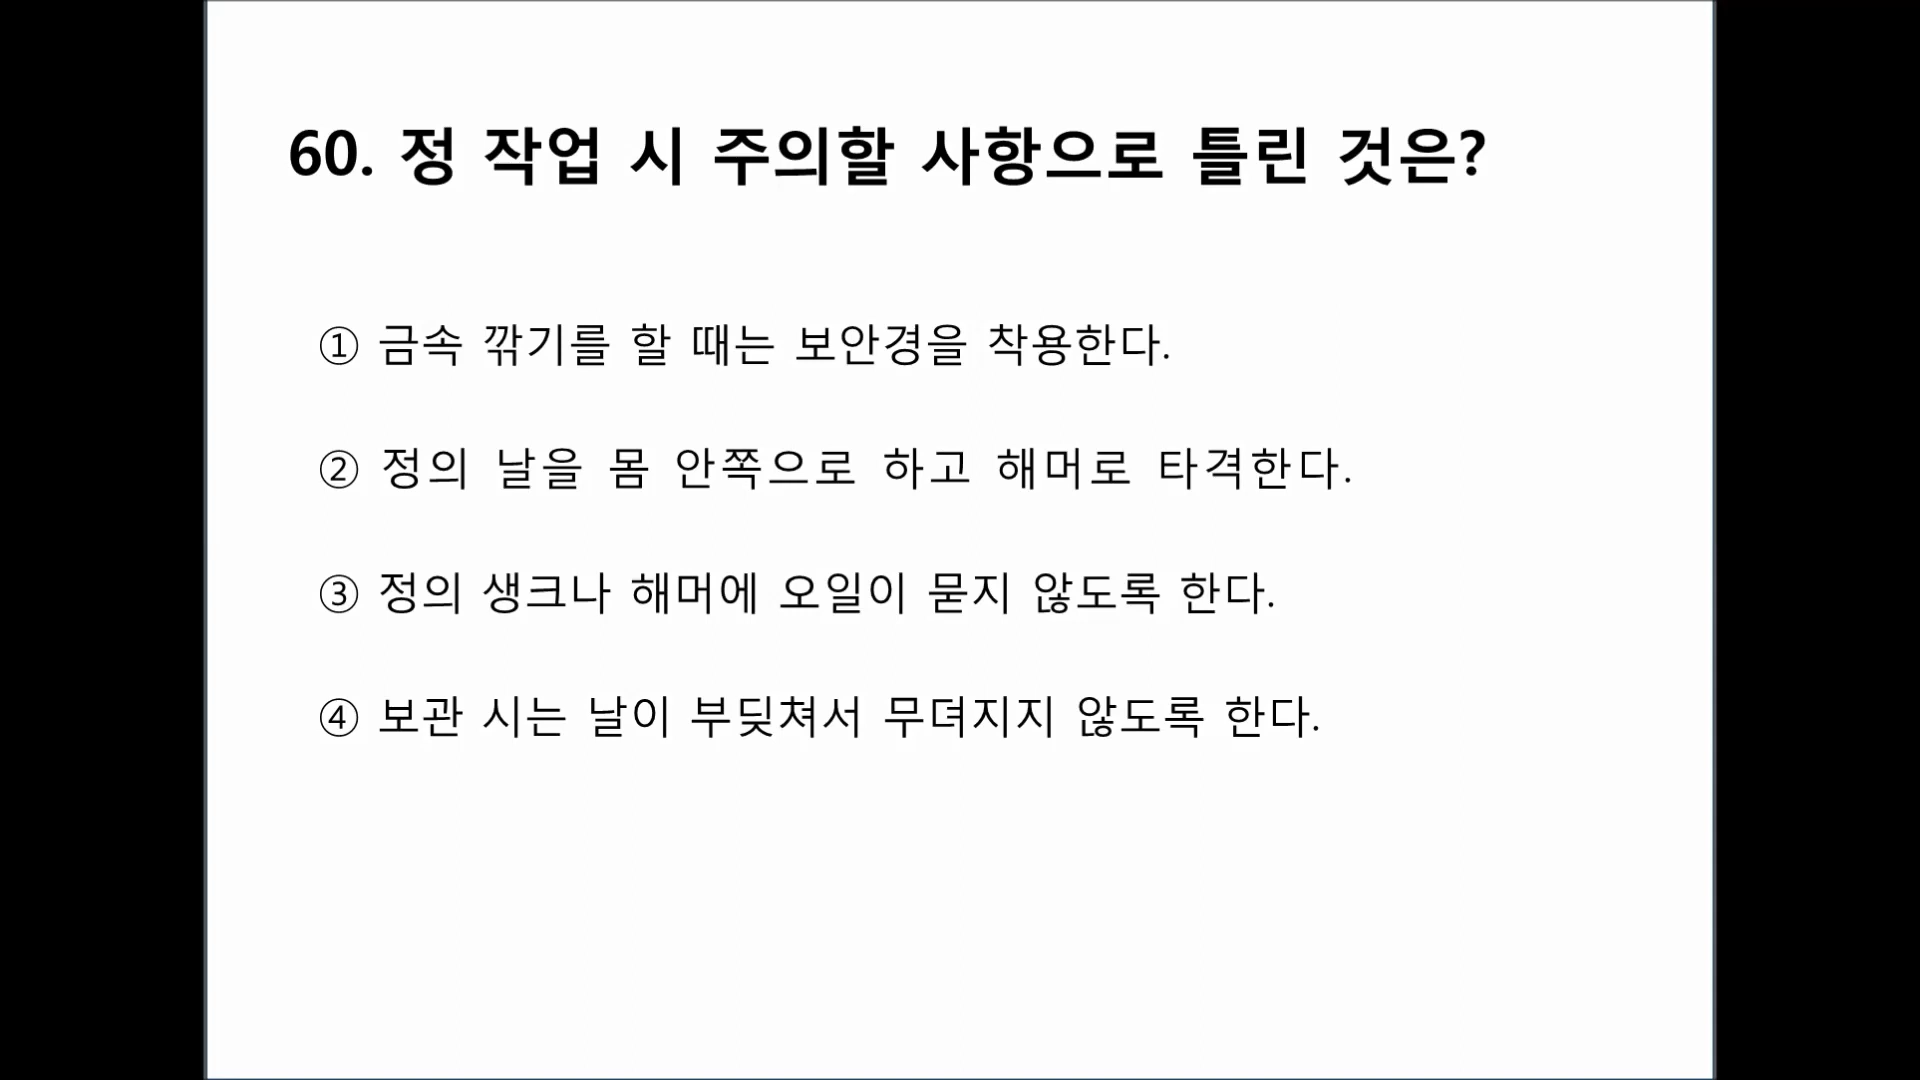 60. 정 작업 시 주의할 사항으로 틀린 것은?
① 금속 깎기를 할 때는 보안경을 착용한다.
② 정의 날을 몸 안쪽으로 하고 해머로 타격한다.
③ 정의 생크나 해머에 오일이 묻지 않도록 한다.
④ 보관 시는 날이 부딪쳐서 무뎌지지 않도록 한다.